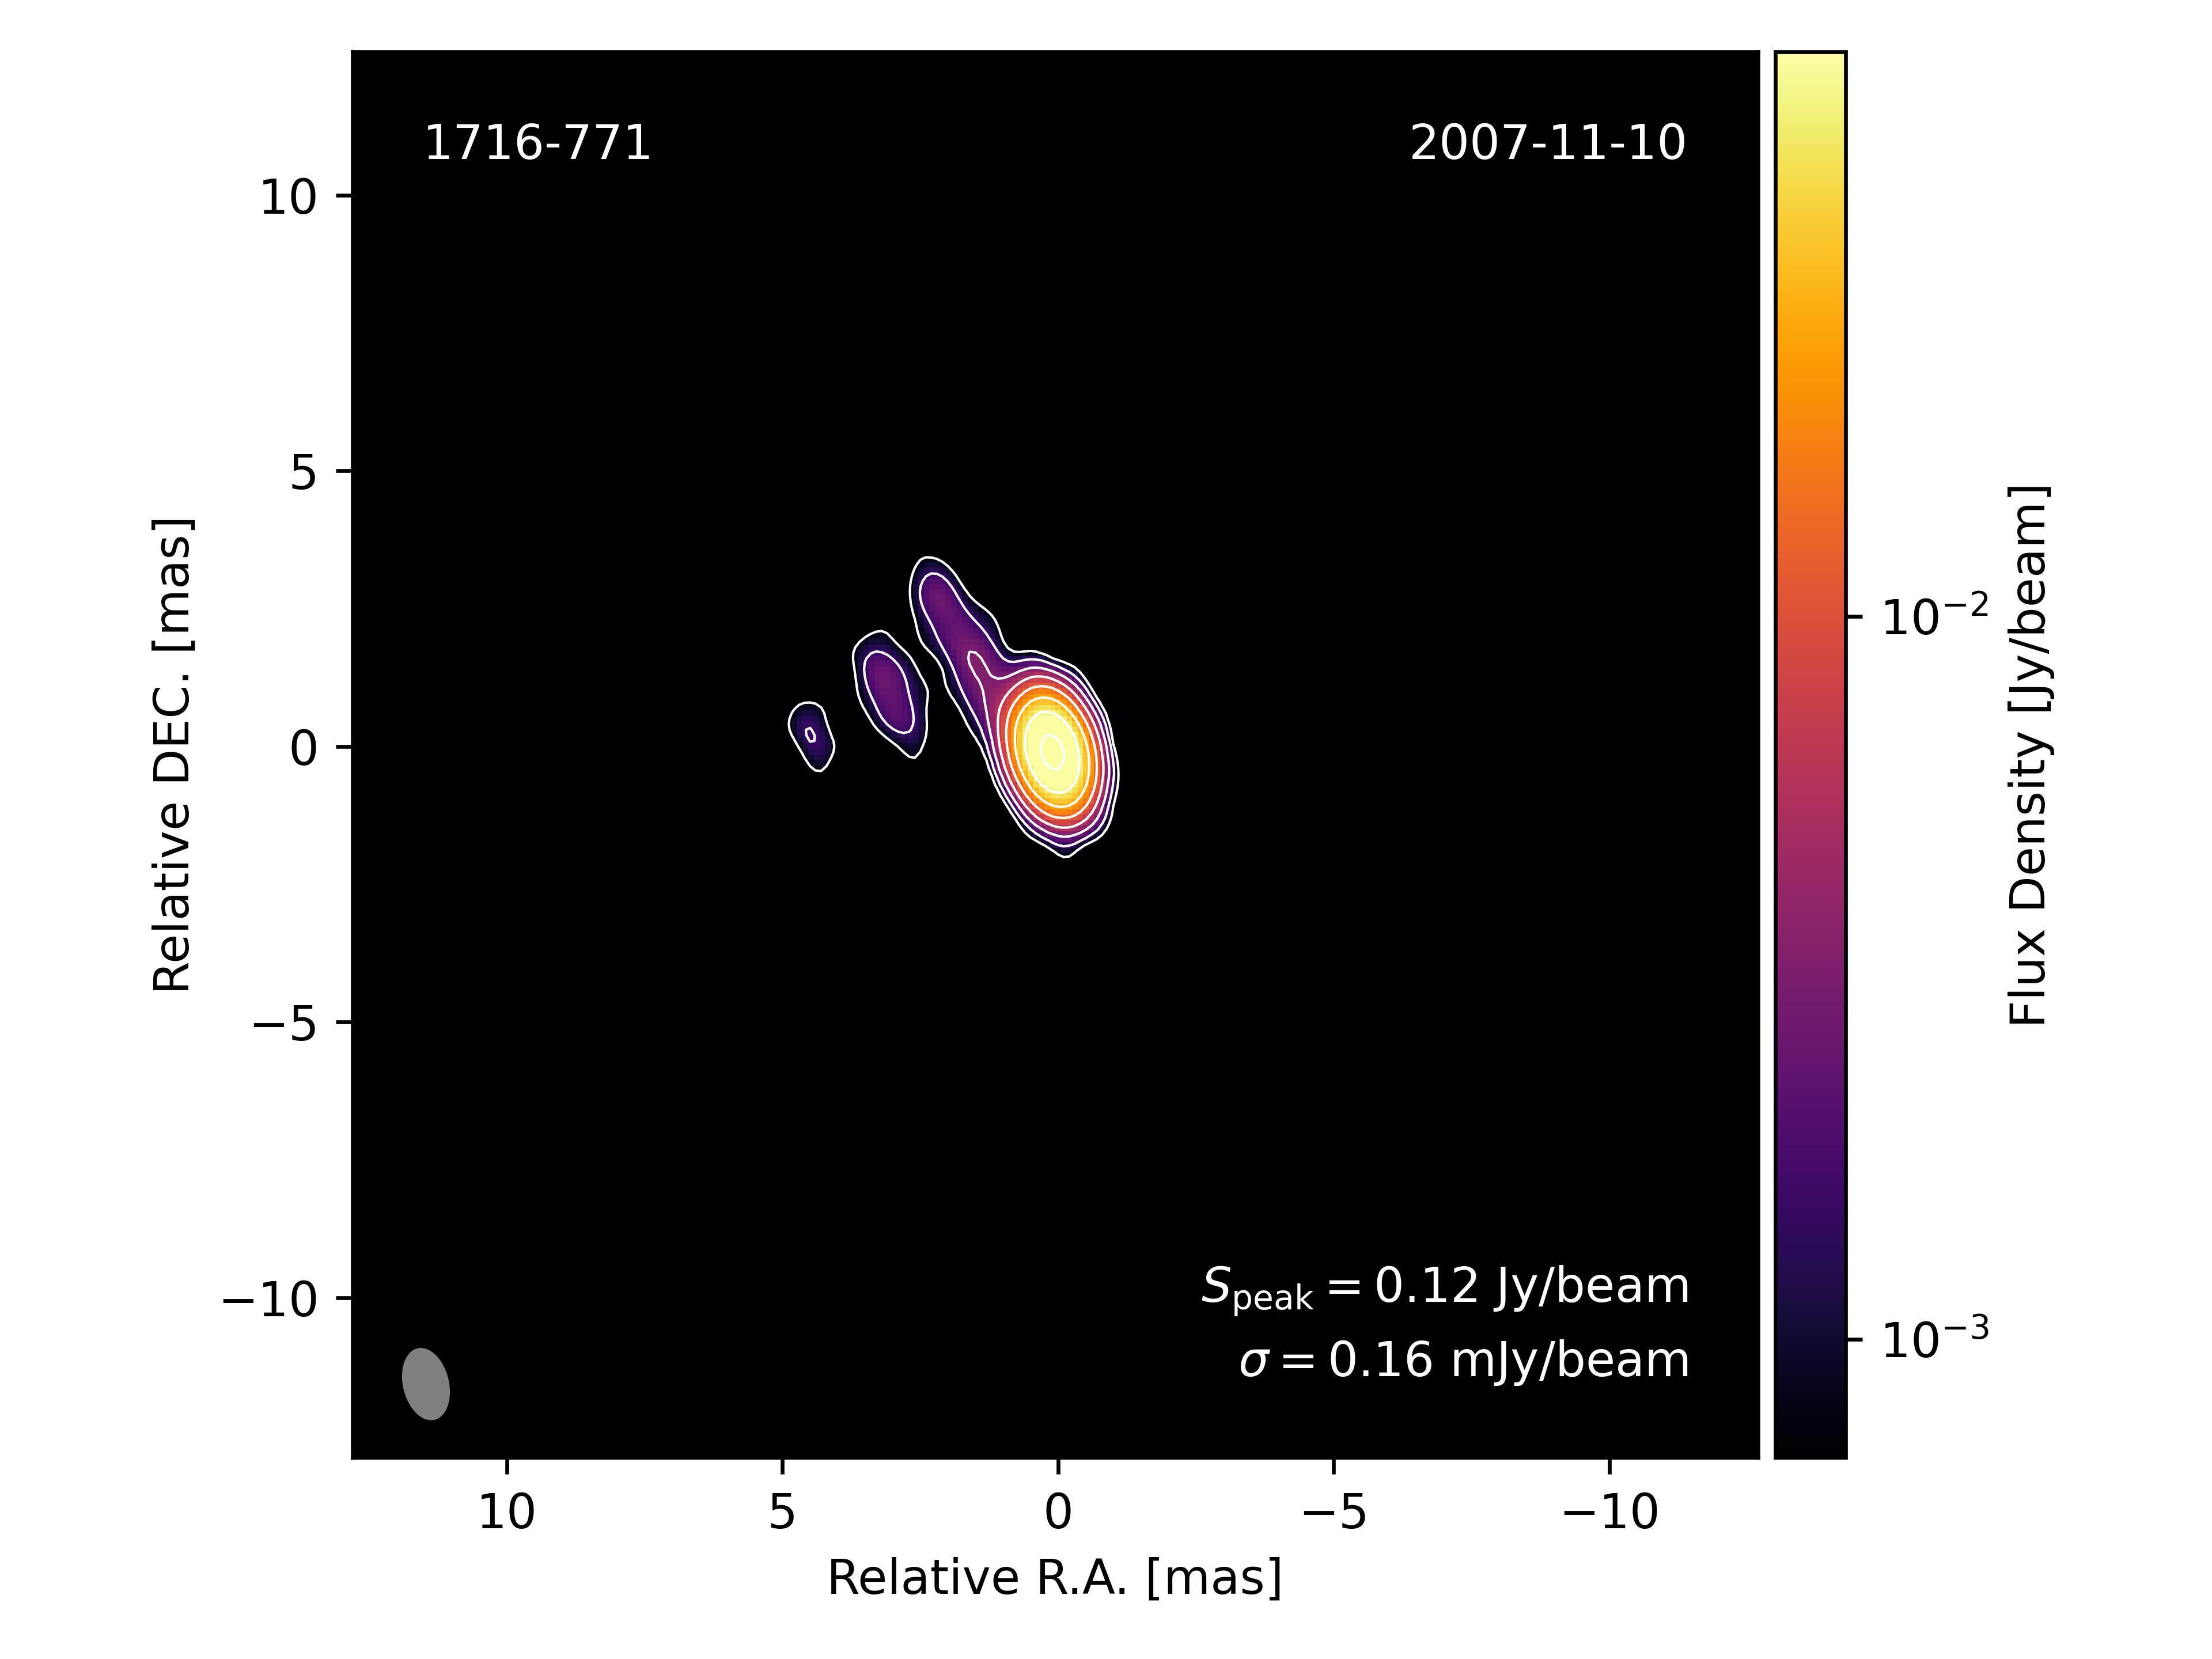 1716-771
2007-11-10
10
5
0
−5
−10
Relative DEC. [mas]
S_peak = 0.12 Jy/beam
σ = 0.16 mJy/beam
10 5 0 −5 −10
Relative R.A. [mas]
10⁻²
10⁻³
Flux Density [Jy/beam]